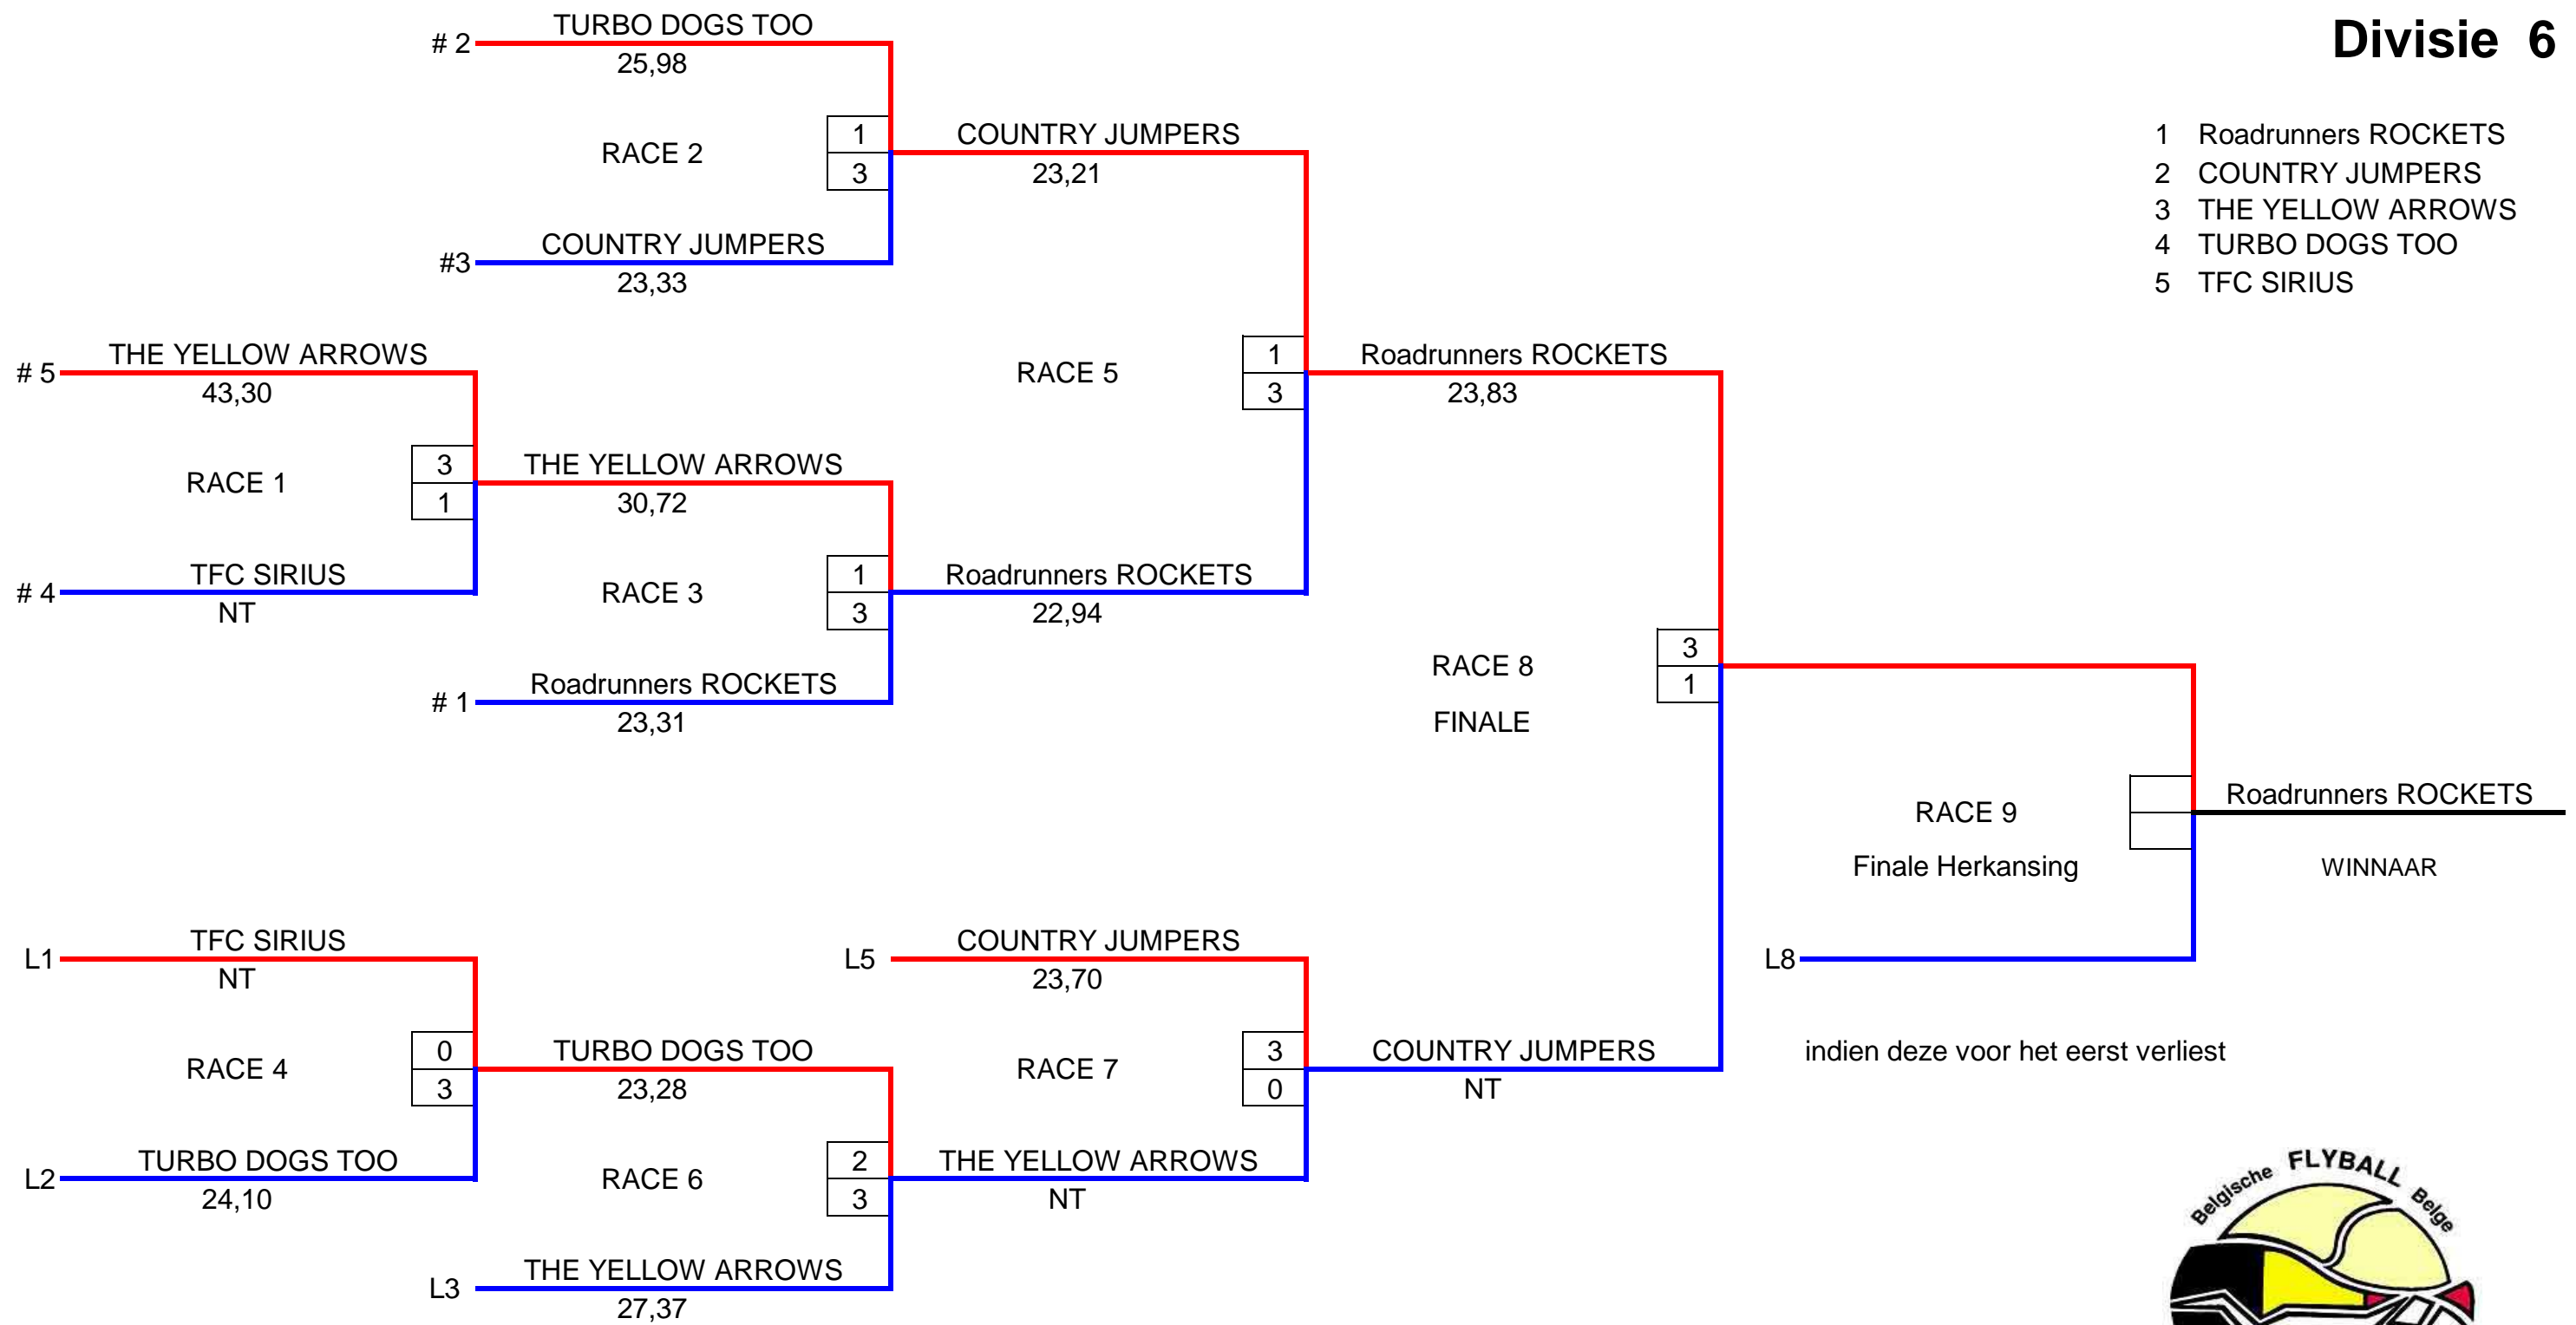 Divisie 6
1 Roadrunners ROCKETS
2 COUNTRY JUMPERS
3 THE YELLOW ARROWS
4 TURBO DOGS TOO
5 TFC SIRIUS
# 2 TURBO DOGS TOO
25,98
RACE 2
1
3
#3 COUNTRY JUMPERS
23,33
COUNTRY JUMPERS
23,21
# 5 THE YELLOW ARROWS
43,30
RACE 1
3
1
# 4 TFC SIRIUS
NT
THE YELLOW ARROWS
30,72
RACE 3
1
3
# 1 Roadrunners ROCKETS
23,31
RACE 5
1
3
Roadrunners ROCKETS
22,94
Roadrunners ROCKETS
23,83
RACE 8
3
1
FINALE
RACE 9
Finale Herkansing
Roadrunners ROCKETS
WINNAAR
L8
indien deze voor het eerst verliest
L1 TFC SIRIUS
NT
RACE 4
0
3
L2 TURBO DOGS TOO
24,10
TURBO DOGS TOO
23,28
RACE 6
2
3
L3 THE YELLOW ARROWS
27,37
L5 COUNTRY JUMPERS
23,70
RACE 7
3
0
THE YELLOW ARROWS
NT
COUNTRY JUMPERS
NT
Belgische FLYBALL Belge